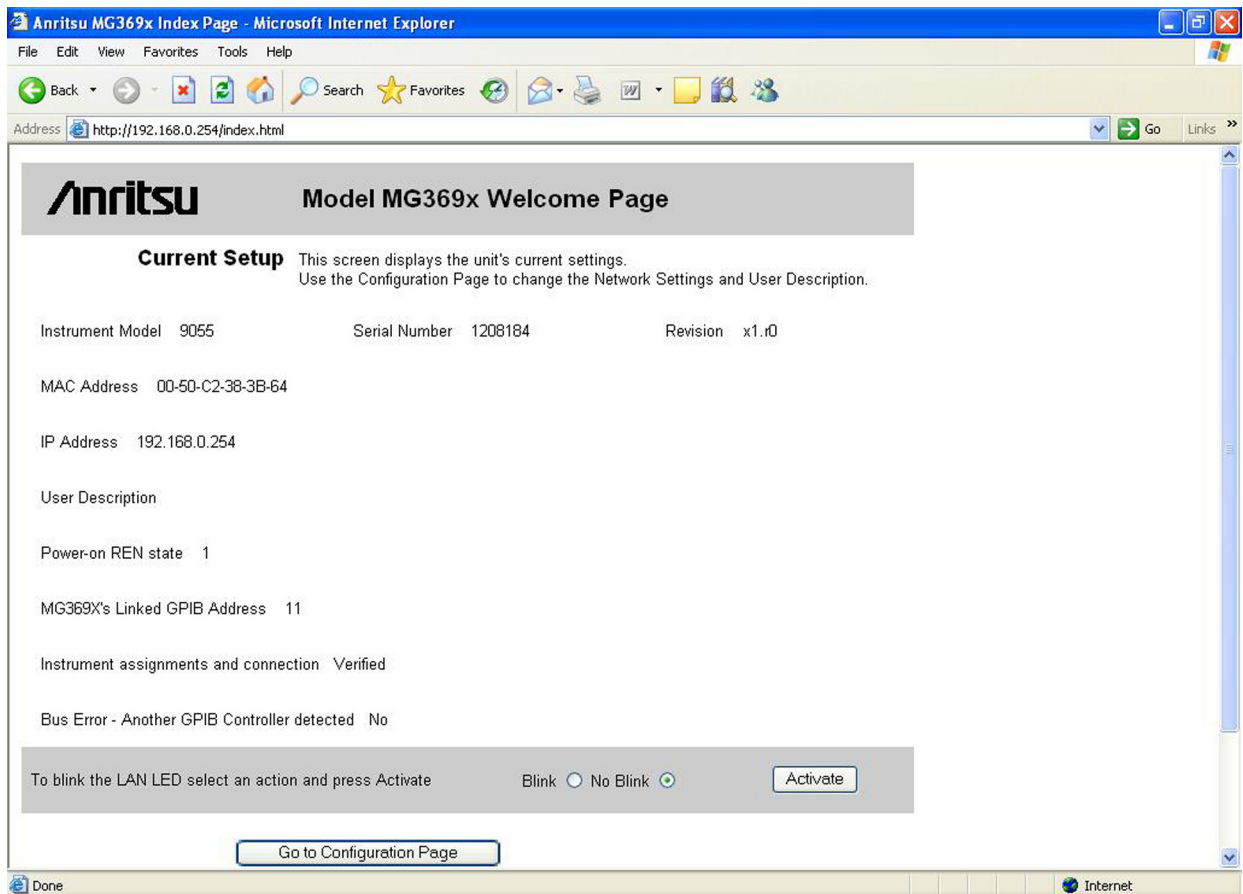 Anritsu MG369x Index Page - Microsoft Internet Explorer
File Edit View Favorites Tools Help
Back Search Favorites
Address http://192.168.0.254/index.html Go Links »
Anritsu Model MG369x Welcome Page
Current Setup This screen displays the unit's current settings.
Use the Configuration Page to change the Network Settings and User Description.
Instrument Model 9055 Serial Number 1208184 Revision x1.r0
MAC Address 00-50-C2-38-3B-64
IP Address 192.168.0.254
User Description
Power-on REN state 1
MG369X's Linked GPIB Address 11
Instrument assignments and connection Verified
Bus Error - Another GPIB Controller detected No
To blink the LAN LED select an action and press Activate Blink No Blink Activate
Go to Configuration Page
Done Internet